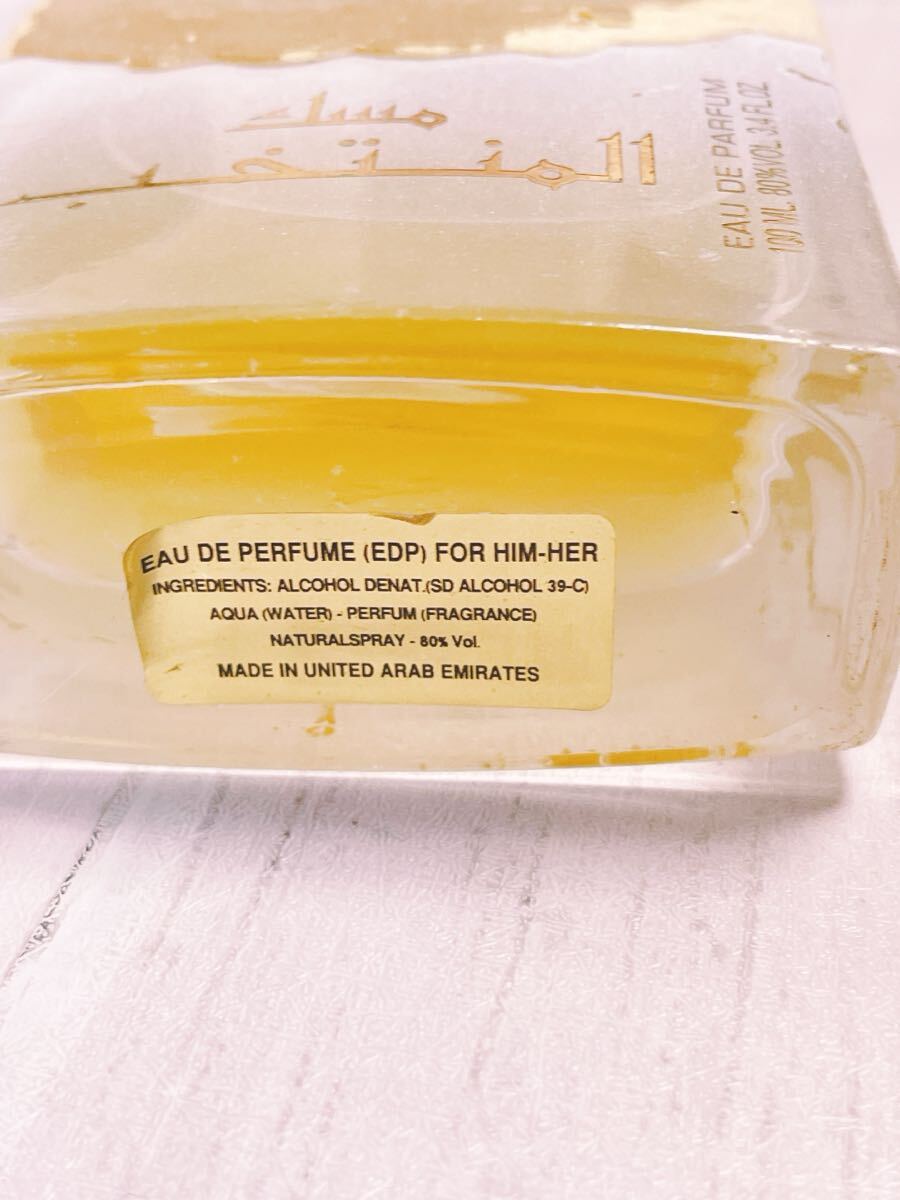 مسك
EAU DE PARFUM
100 ML. 80%VOL. 3.4 FL.OZ
EAU DE PERFUME (EDP) FOR HIM-HER
INGREDIENTS: ALCOHOL DENAT.(SD ALCOHOL 39-C)
AQUA (WATER) - PERFUM (FRAGRANCE)
NATURALSPRAY - 80% Vol.
MADE IN UNITED ARAB EMIRATES